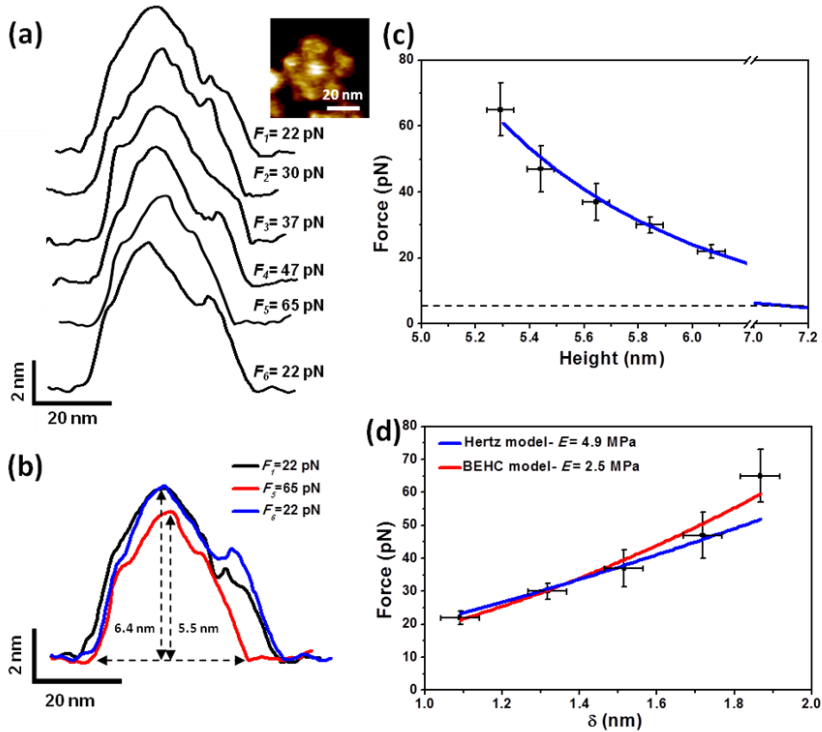 (a)
20 nm
F1= 22 pN
F2= 30 pN
F3= 37 pN
F4= 47 pN
F5= 65 pN
F6= 22 pN
2 nm
20 nm
(b)
F1=22 pN
F5=65 pN
F6=22 pN
6.4 nm
5.5 nm
2 nm
20 nm
(c)
80
60
40
20
0
Force (pN)
5.0 5.2 5.4 5.6 5.8 6.0 7.0 7.2
Height (nm)
(d)
Hertz model- E= 4.9 MPa
BEHC model- E= 2.5 MPa
80
70
60
50
40
30
20
10
0
Force (pN)
1.0 1.2 1.4 1.6 1.8 2.0
δ (nm)